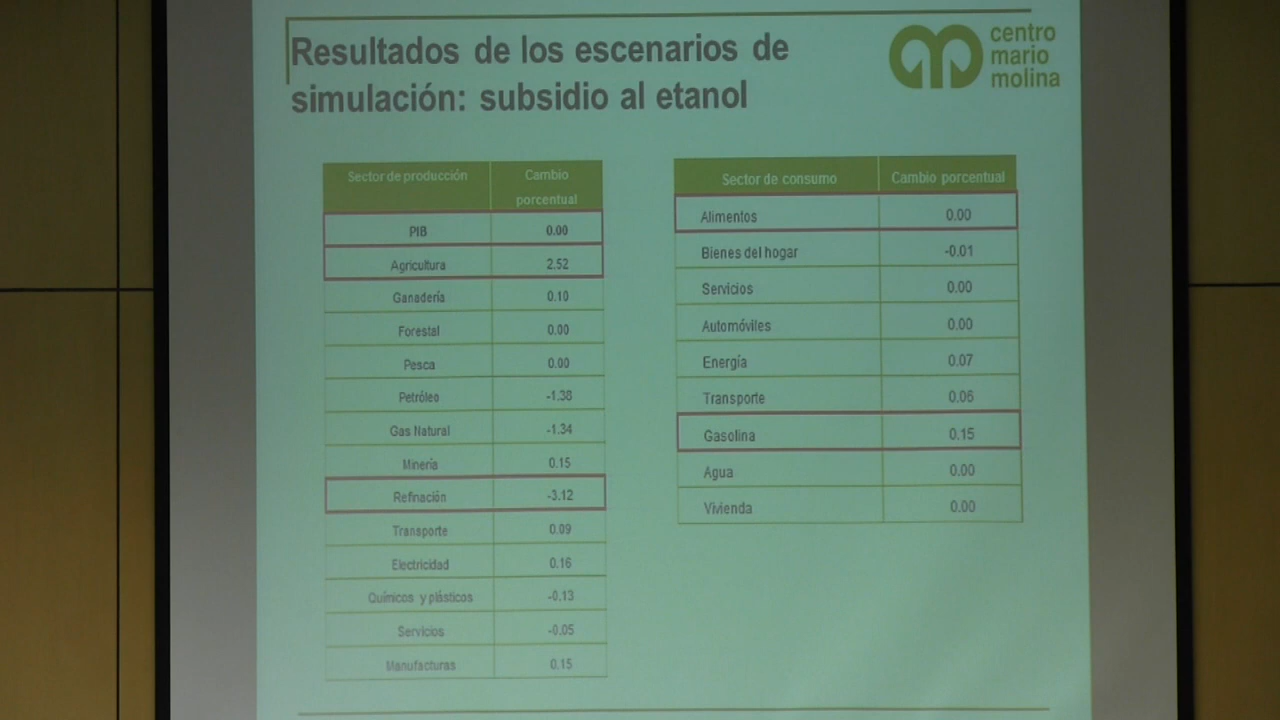 Resultados de los escenarios de
simulación: subsidio al etanol
centro
mario
molina
Sector de producción Cambio
porcentual
PIB 0.00
Agricultura 2.52
Ganadería 0.10
Forestal 0.00
Pesca 0.00
Petróleo -1.38
Gas Natural -1.34
Minería 0.15
Refinación -3.12
Transporte 0.09
Electricidad 0.16
Químicos y plásticos -0.13
Servicios -0.05
Manufacturas 0.15
Sector de consumo Cambio porcentual
Alimentos 0.00
Bienes del hogar -0.01
Servicios 0.00
Automóviles 0.00
Energía 0.07
Transporte 0.06
Gasolina 0.15
Agua 0.00
Vivienda 0.00